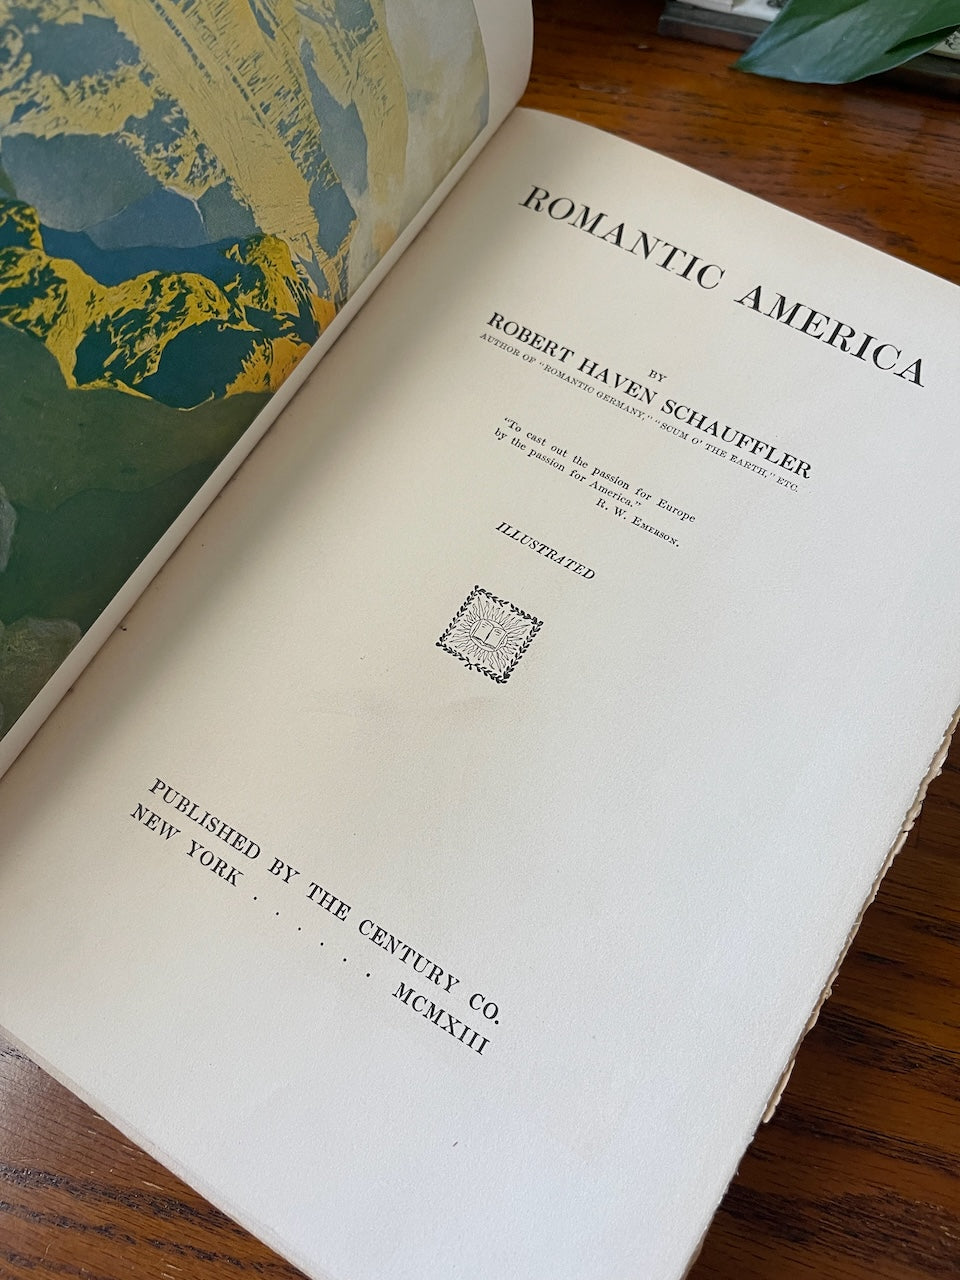 ROMANTIC AMERICA
BY
ROBERT HAVEN SCHAUFFLER
AUTHOR OF "ROMANTIC GERMANY," "SCUM O' THE EARTH," ETC.
"To cast out the passion for Europe
by the passion for America."
R. W. EMERSON.
ILLUSTRATED
PUBLISHED BY THE CENTURY CO.
NEW YORK . . . . . . MCMXIII